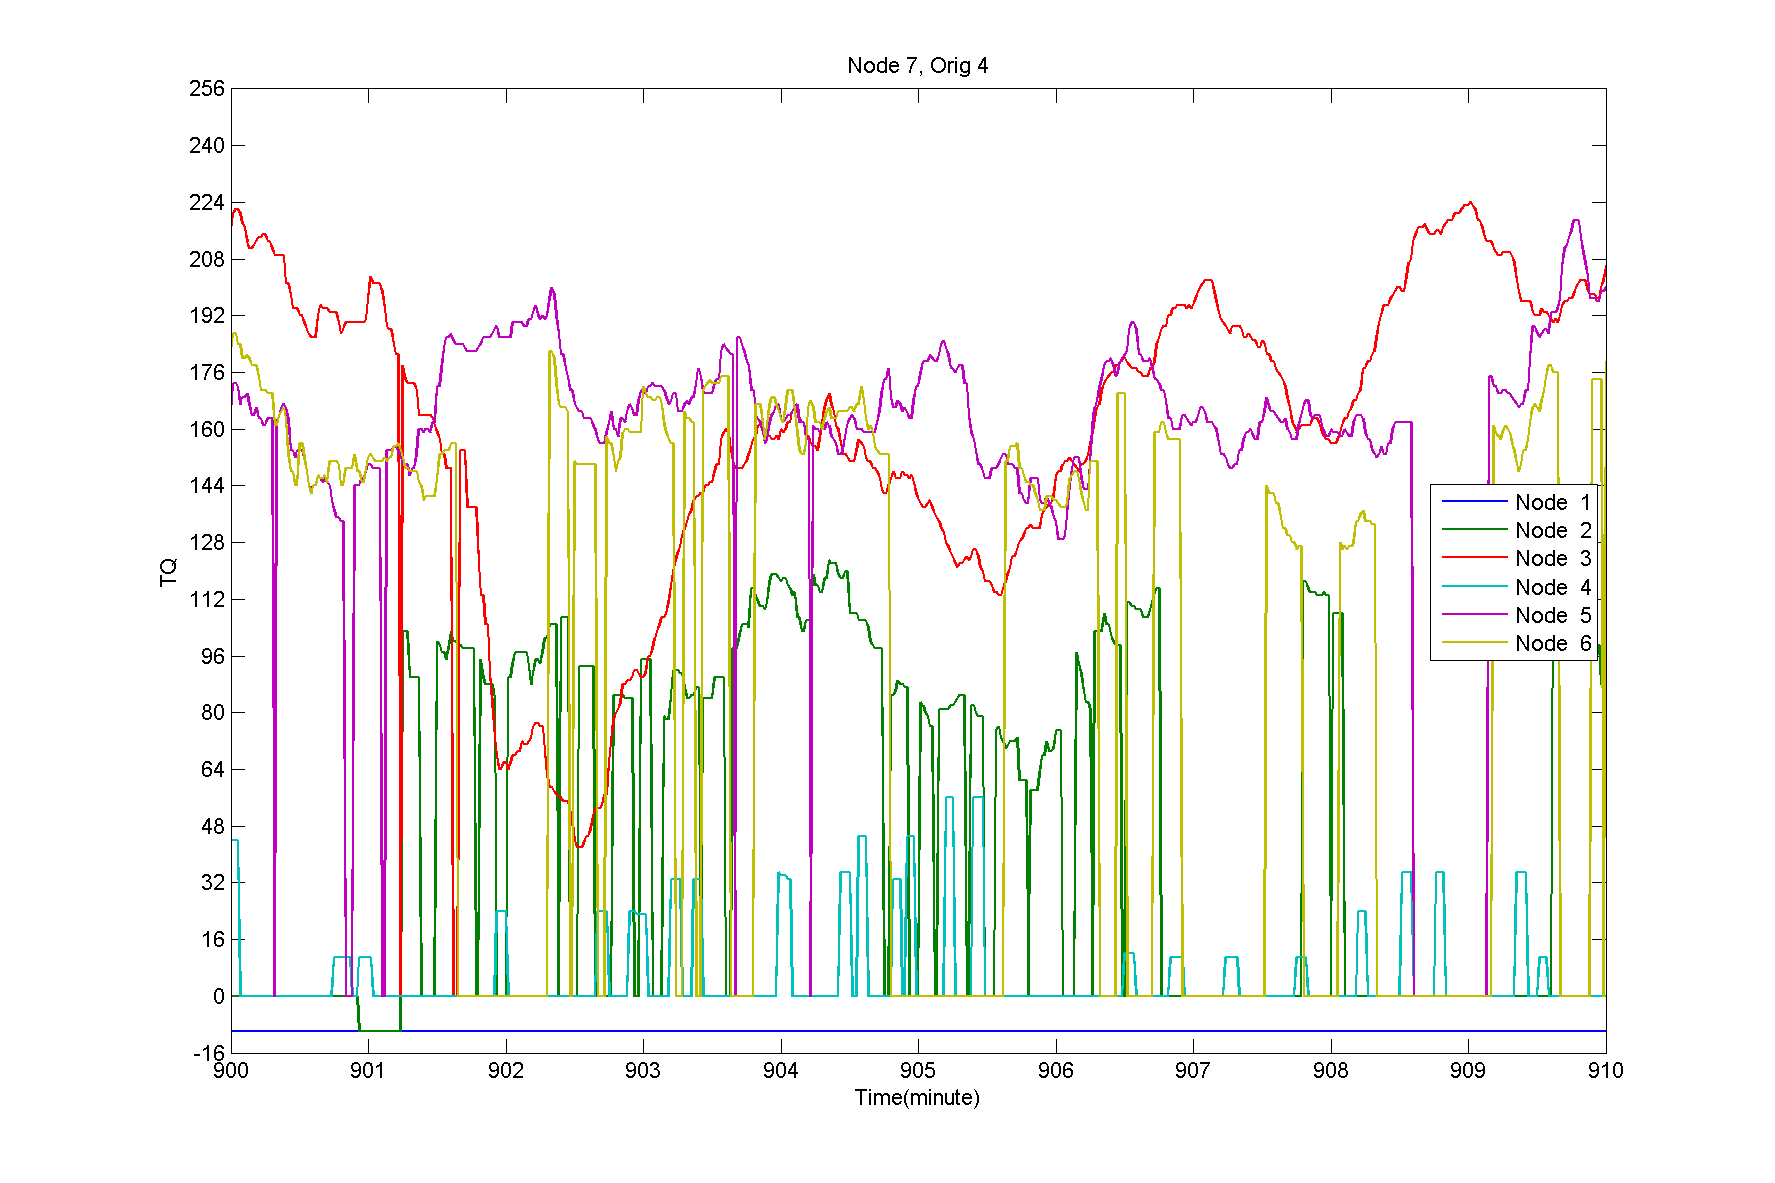 Node 7, Orig 4
256
240
224
208
192
176
160
144
128
112
96
80
64
48
32
16
0
-16
TQ
900 901 902 903 904 905 906 907 908 909 910
Time(minute)
Node 1
Node 2
Node 3
Node 4
Node 5
Node 6